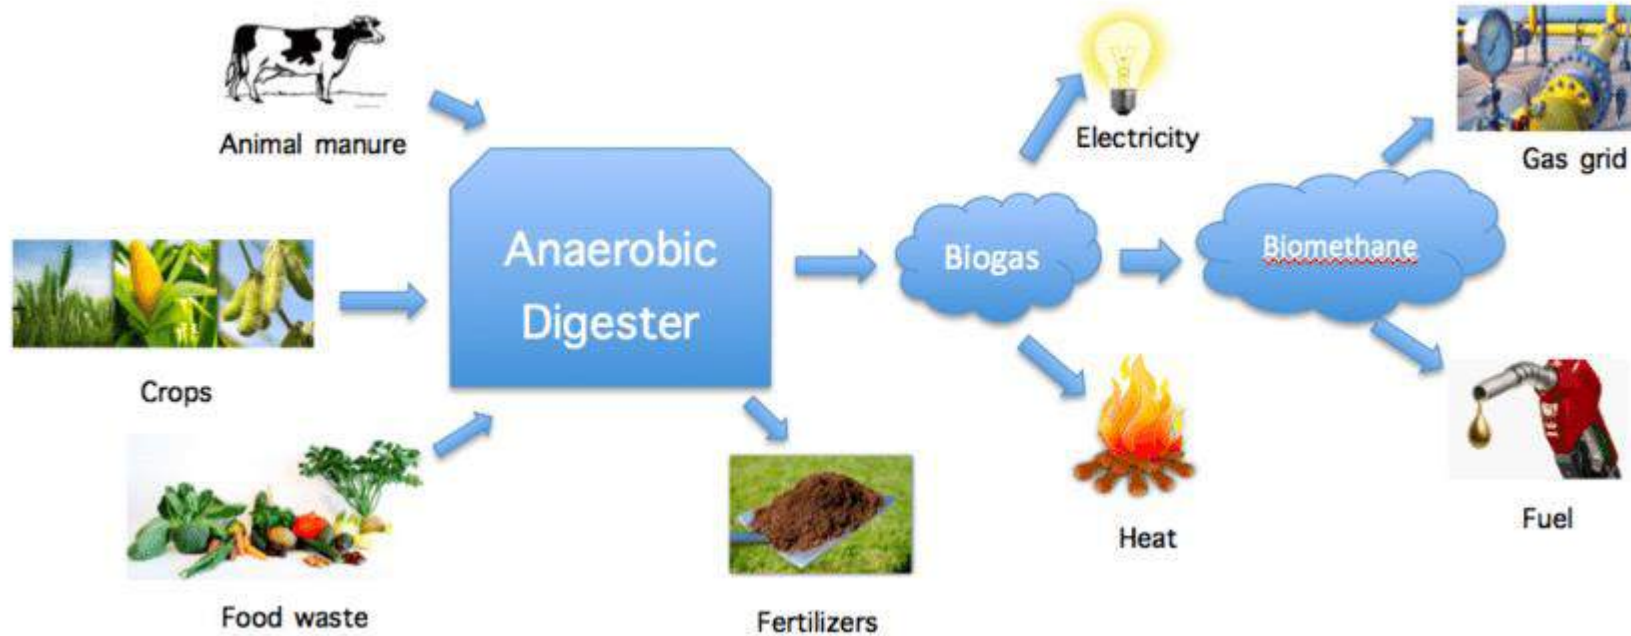 Animal manure
Electricity
Gas grid
Anaerobic
Digester
Biogas
Biomethane
Crops
Food waste
Fertilizers
Heat
Fuel